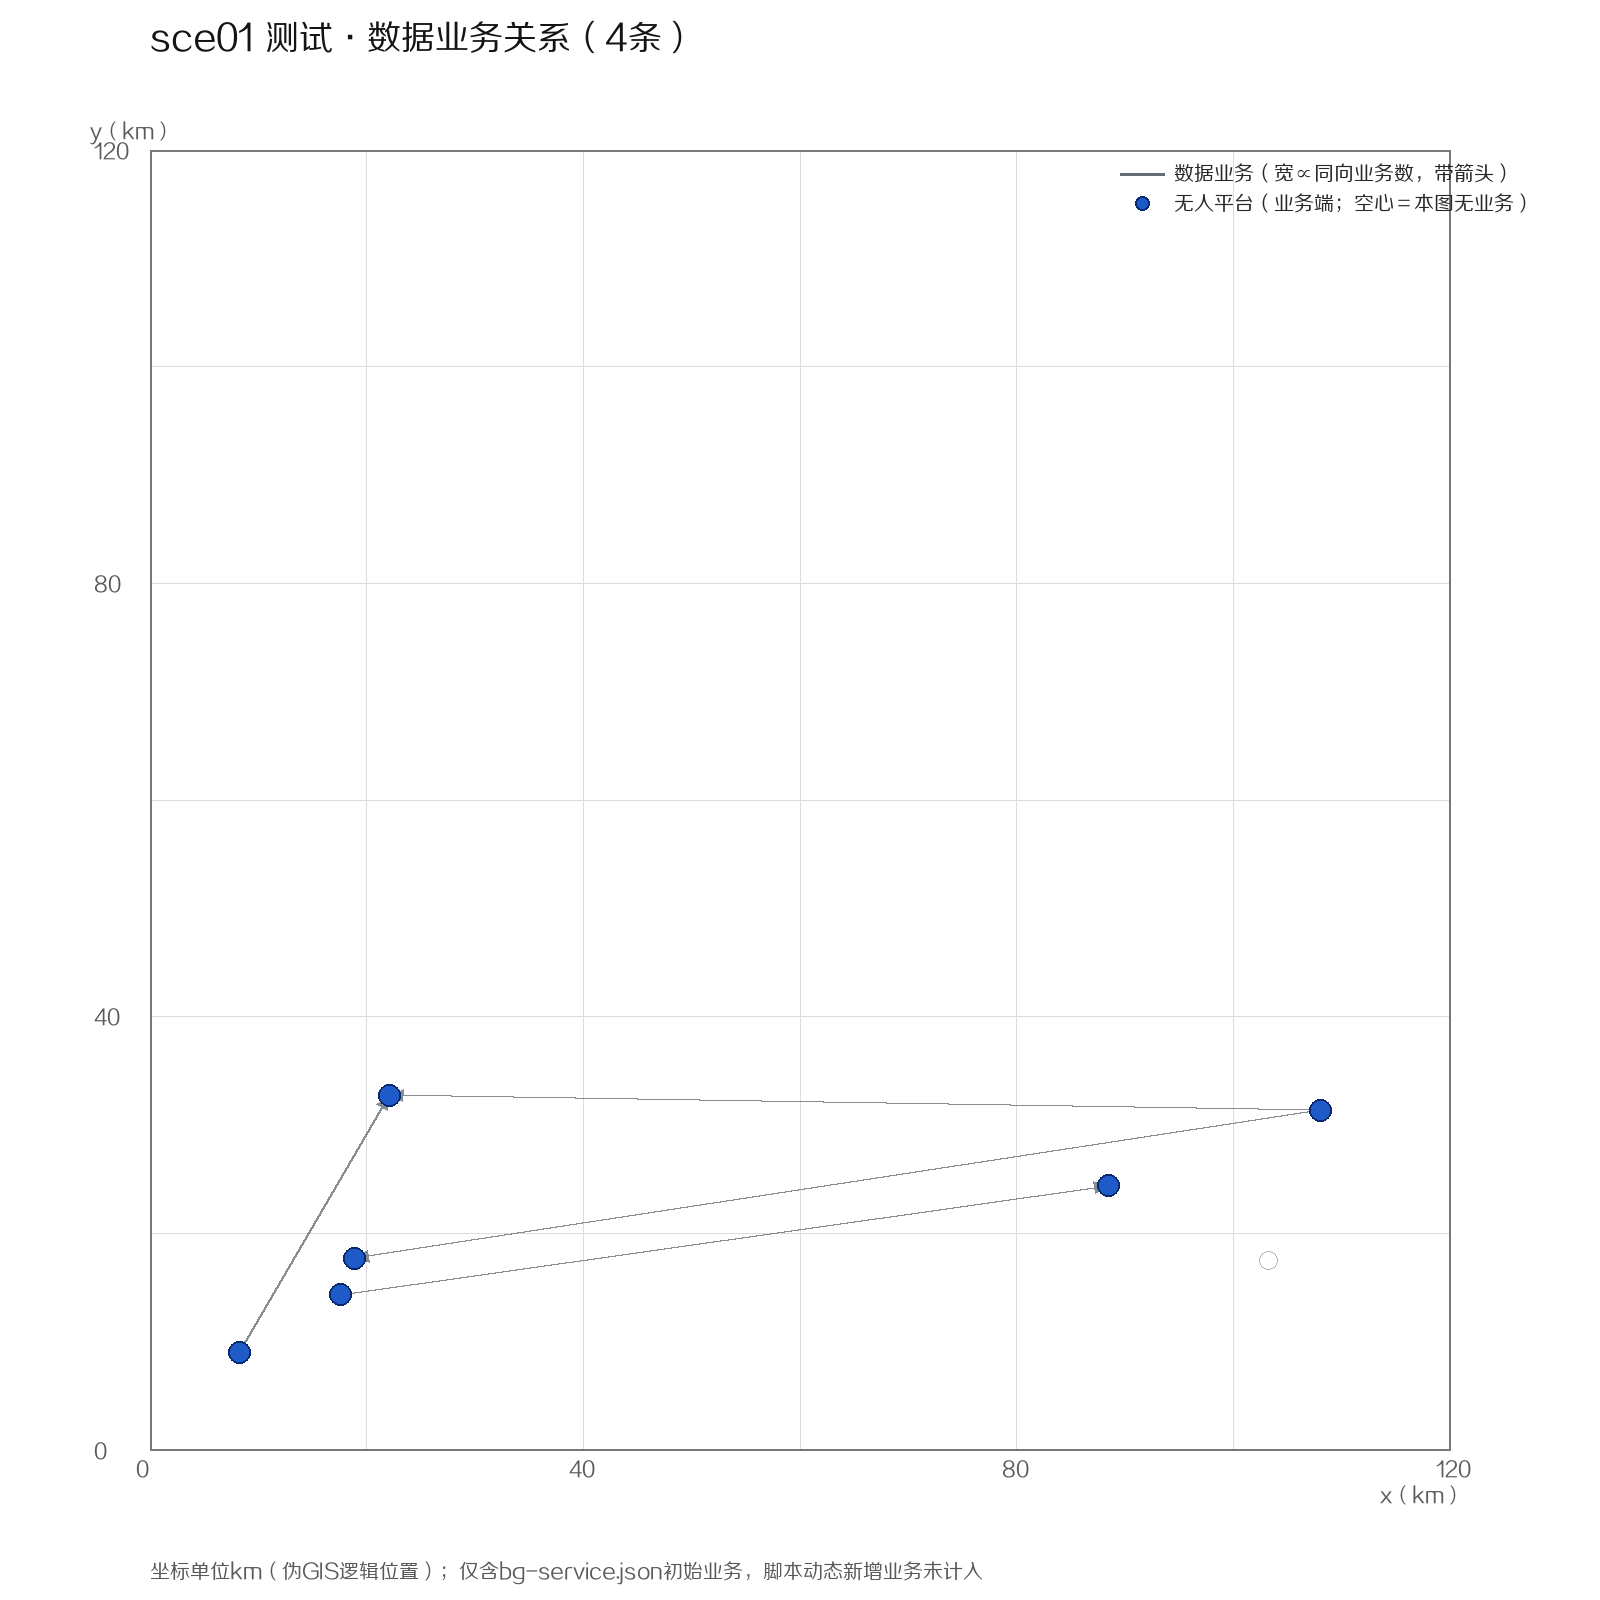 sce01 测试·数据业务关系（4条）
y（km）
120
数据业务（宽∝同向业务数，带箭头）
无人平台（业务端；空心＝本图无业务）
80
40
0
0 40 80 120
x（km）
坐标单位km（伪GIS逻辑位置）；仅含bg-service.json初始业务，脚本动态新增业务未计入